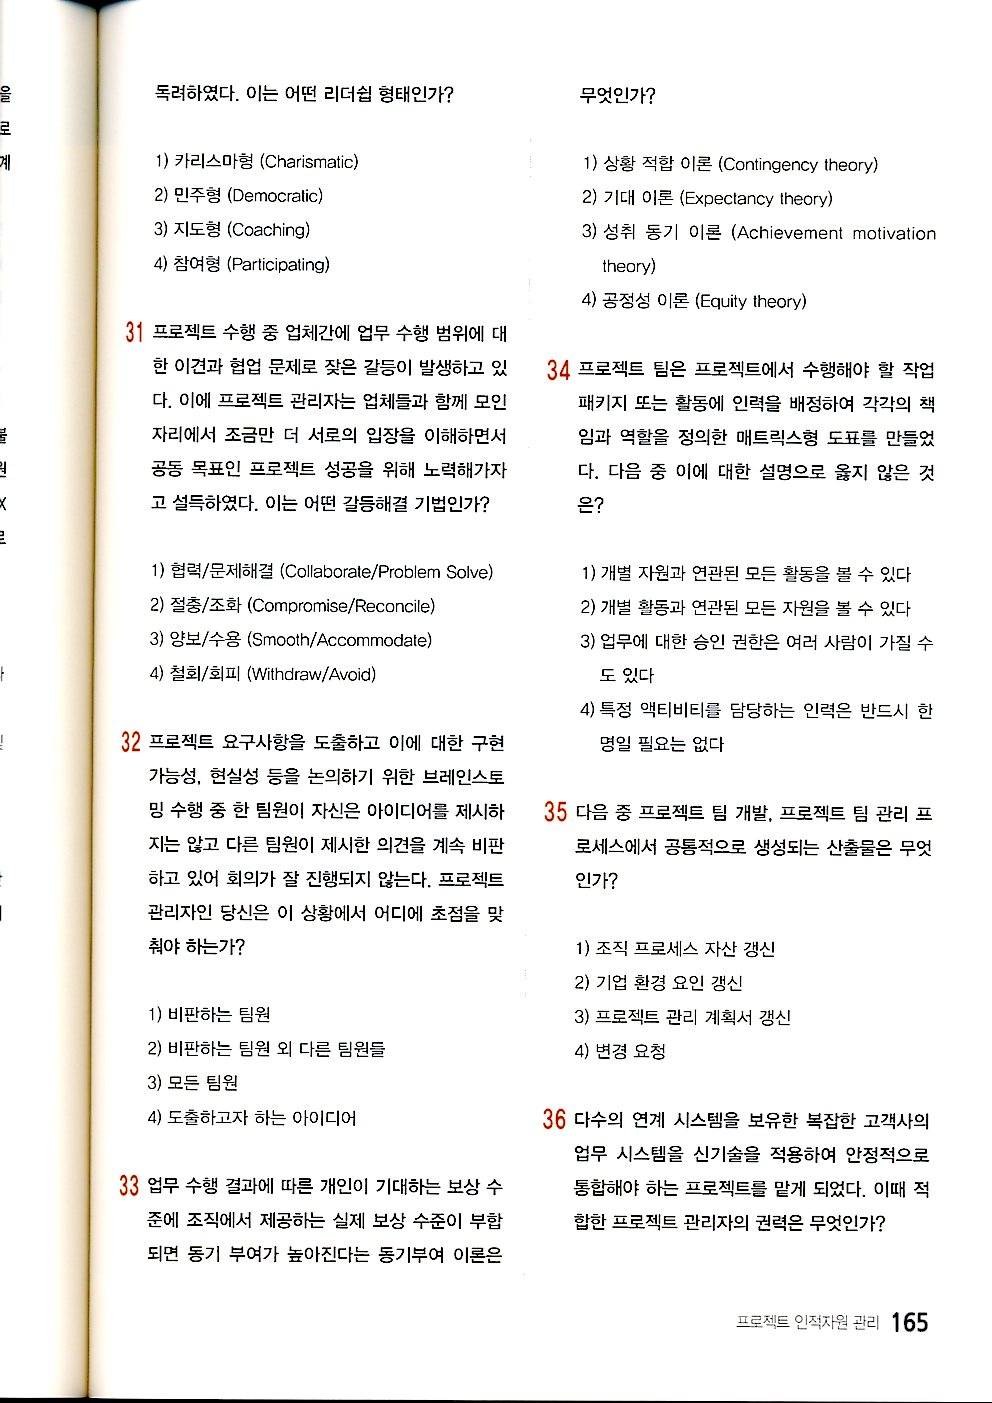 독려하였다. 이는 어떤 리더쉽 형태인가?
1) 카리스마형 (Charismatic)
2) 민주형 (Democratic)
3) 지도형 (Coaching)
4) 참여형 (Participating)
31 프로젝트 수행 중 업체간에 업무 수행 범위에 대
한 이견과 협업 문제로 잦은 갈등이 발생하고 있
다. 이에 프로젝트 관리자는 업체들과 함께 모인
자리에서 조금만 더 서로의 입장을 이해하면서
공동 목표인 프로젝트 성공을 위해 노력해가자
고 설득하였다. 이는 어떤 갈등해결 기법인가?
1) 협력/문제해결 (Collaborate/Problem Solve)
2) 절충/조화 (Compromise/Reconcile)
3) 양보/수용 (Smooth/Accommodate)
4) 철회/회피 (Withdraw/Avoid)
32 프로젝트 요구사항을 도출하고 이에 대한 구현
가능성, 현실성 등을 논의하기 위한 브레인스토
밍 수행 중 한 팀원이 자신은 아이디어를 제시하
지는 않고 다른 팀원이 제시한 의견을 계속 비판
하고 있어 회의가 잘 진행되지 않는다. 프로젝트
관리자인 당신은 이 상황에서 어디에 초점을 맞
춰야 하는가?
1) 비판하는 팀원
2) 비판하는 팀원 외 다른 팀원들
3) 모든 팀원
4) 도출하고자 하는 아이디어
33 업무 수행 결과에 따른 개인이 기대하는 보상 수
준에 조직에서 제공하는 실제 보상 수준이 부합
되면 동기 부여가 높아진다는 동기부여 이론은
무엇인가?
1) 상황 적합 이론 (Contingency theory)
2) 기대 이론 (Expectancy theory)
3) 성취 동기 이론 (Achievement motivation
theory)
4) 공정성 이론 (Equity theory)
34 프로젝트 팀은 프로젝트에서 수행해야 할 작업
패키지 또는 활동에 인력을 배정하여 각각의 책
임과 역할을 정의한 매트릭스형 도표를 만들었
다. 다음 중 이에 대한 설명으로 옳지 않은 것
은?
1) 개별 자원과 연관된 모든 활동을 볼 수 있다
2) 개별 활동과 연관된 모든 자원을 볼 수 있다
3) 업무에 대한 승인 권한은 여러 사람이 가질 수
도 있다
4) 특정 액티비티를 담당하는 인력은 반드시 한
명일 필요는 없다
35 다음 중 프로젝트 팀 개발, 프로젝트 팀 관리 프
로세스에서 공통적으로 생성되는 산출물은 무엇
인가?
1) 조직 프로세스 자산 갱신
2) 기업 환경 요인 갱신
3) 프로젝트 관리 계획서 갱신
4) 변경 요청
36 다수의 연계 시스템을 보유한 복잡한 고객사의
업무 시스템을 신기술을 적용하여 안정적으로
통합해야 하는 프로젝트를 맡게 되었다. 이때 적
합한 프로젝트 관리자의 권력은 무엇인가?
프로젝트 인적자원 관리 165